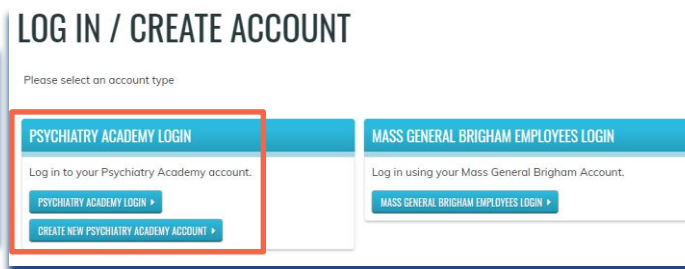 LOG IN / CREATE ACCOUNT
Please select an account type
PSYCHIATRY ACADEMY LOGIN
Log in to your Psychiatry Academy account.
PSYCHIATRY ACADEMY LOGIN
CREATE NEW PSYCHIATRY ACADEMY ACCOUNT
MASS GENERAL BRIGHAM EMPLOYEES LOGIN
Log in using your Mass General Brigham Account.
MASS GENERAL BRIGHAM EMPLOYEES LOGIN